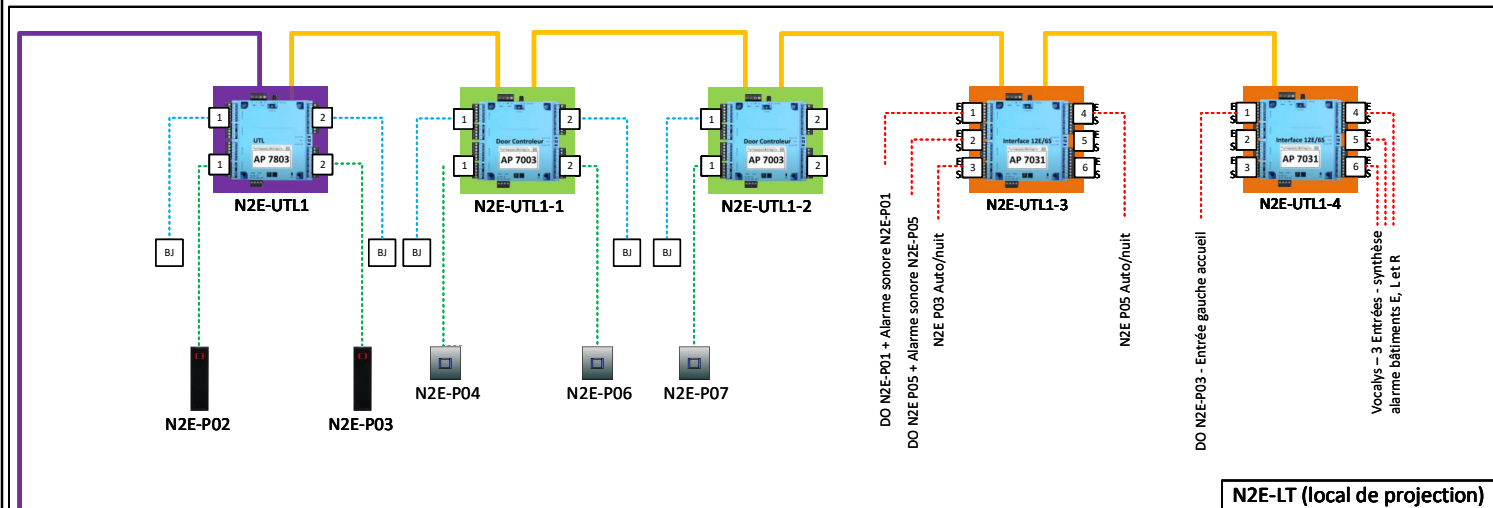 1
2
1
2
UTL
AP 7803
N2E-UTL1
BJ
BJ
N2E-P02
N2E-P03
1
2
1
2
Door Controleur
AP 7003
N2E-UTL1-1
BJ
BJ
N2E-P04
N2E-P06
1
2
1
2
Door Controleur
AP 7003
N2E-UTL1-2
BJ
N2E-P07
E
S
1
E
S
2
E
S
3
4
E
S
5
E
S
6
E
S
Interface 12E/6S
AP 7031
N2E-UTL1-3
DO N2E-P01 + Alarme sonore N2E-P01
DO N2E P05 + Alarme sonore N2E-P05
N2E P03 Auto/nuit
N2E P05 Auto/nuit
E
S
1
E
S
2
E
S
3
4
E
S
5
E
S
6
E
S
Interface 12E/6S
AP 7031
N2E-UTL1-4
DO N2E-P03 - Entrée gauche accueil
Vocalys – 3 Entrées - synthèse
alarme bâtiments E, L et R
N2E-LT (local de projection)